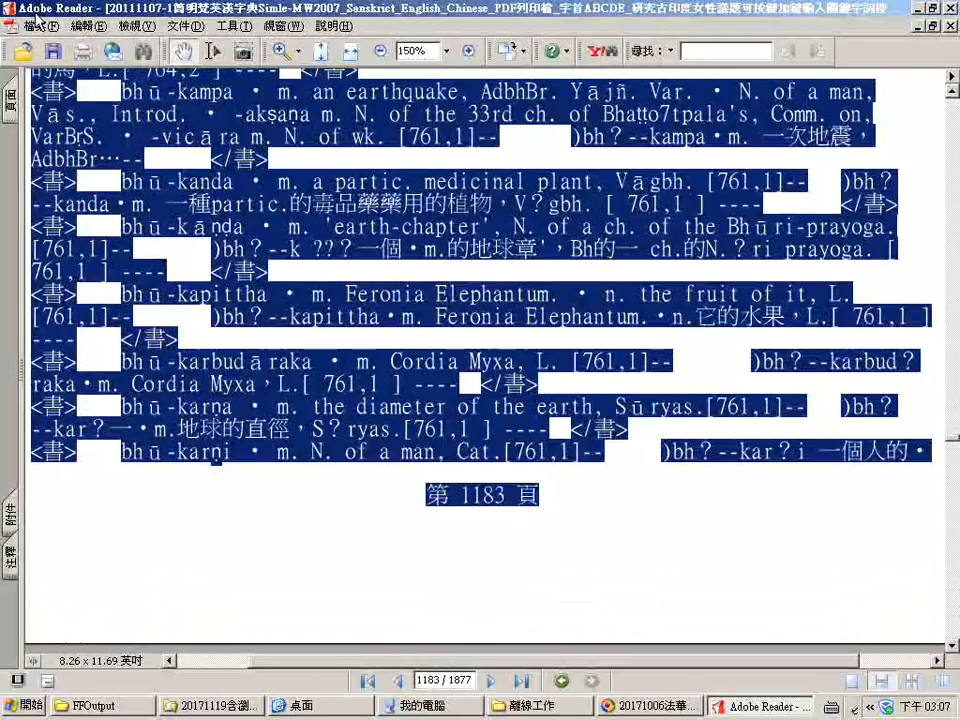 Adobe Reader - [20111107-1簡明梵英漢字典Simle-MW2007_Sanskrict_English_Chinese_PDF列印檔_字首ABCDE_研究古印度女性議題可按
檔案(F) 編輯(E) 檢視(V) 文件(D) 工具(T) 視窗(W) 說明(H)
150% 尋找：
的馬，L.[ 764,2 ] ---- </書>
<書> bhū-kampa ・ m. an earthquake, AdbhBr. Yājñ. Var. ・ N. of a man,
Vās., Introd. ・ -akṣaṇa m. N. of the 33rd ch. of Bhaṭṭo7tpala's, Comm. on,
VarBṛS. ・ -vicāra m. N. of wk. [761,1]-- )bh？--kampa・m. 一次地震，
AdbhBr…-- </書>
<書> bhū-kanda ・ m. a partic. medicinal plant, Vāgbh. [761,1]-- )bh？
--kanda・m. 一種partic.的毒品藥藥用的植物，V？gbh. [ 761,1 ] ---- </書>
<書> bhū-kāṇḍa ・ m. 'earth-chapter', N. of a ch. of the Bhūri-prayoga.
[761,1]-- )bh？--k ???？一個・m.的地球章'，Bh的一 ch.的N.？ri prayoga. [
761,1 ] ---- </書>
<書> bhū-kapittha ・ m. Feronia Elephantum. ・ n. the fruit of it, L.
[761,1]-- )bh？--kapittha・m. Feronia Elephantum.・n.它的水果，L.[ 761,1 ]
---- </書>
<書> bhū-karbudāraka ・ m. Cordia Myxa, L. [761,1]-- )bh？--karbud？
raka・m. Cordia Myxa，L.[ 761,1 ] ---- </書>
<書> bhū-karṇa ・ m. the diameter of the earth, Sūryas.[761,1]-- )bh？
--kar？一・m.地球的直徑，S？ryas.[761,1 ] ---- </書>
<書> bhū-karṇi ・ m. N. of a man, Cat.[761,1]-- )bh？--kar？i 一個人的・
第 1183 頁
頁面
附件
注釋
8.26 x 11.69 英吋
1183 / 1877
開始 FFOutput 20171119含瀏... 桌面 我的電腦 離線工作 20171006法華... Adobe Reader - ... 下午 03:07